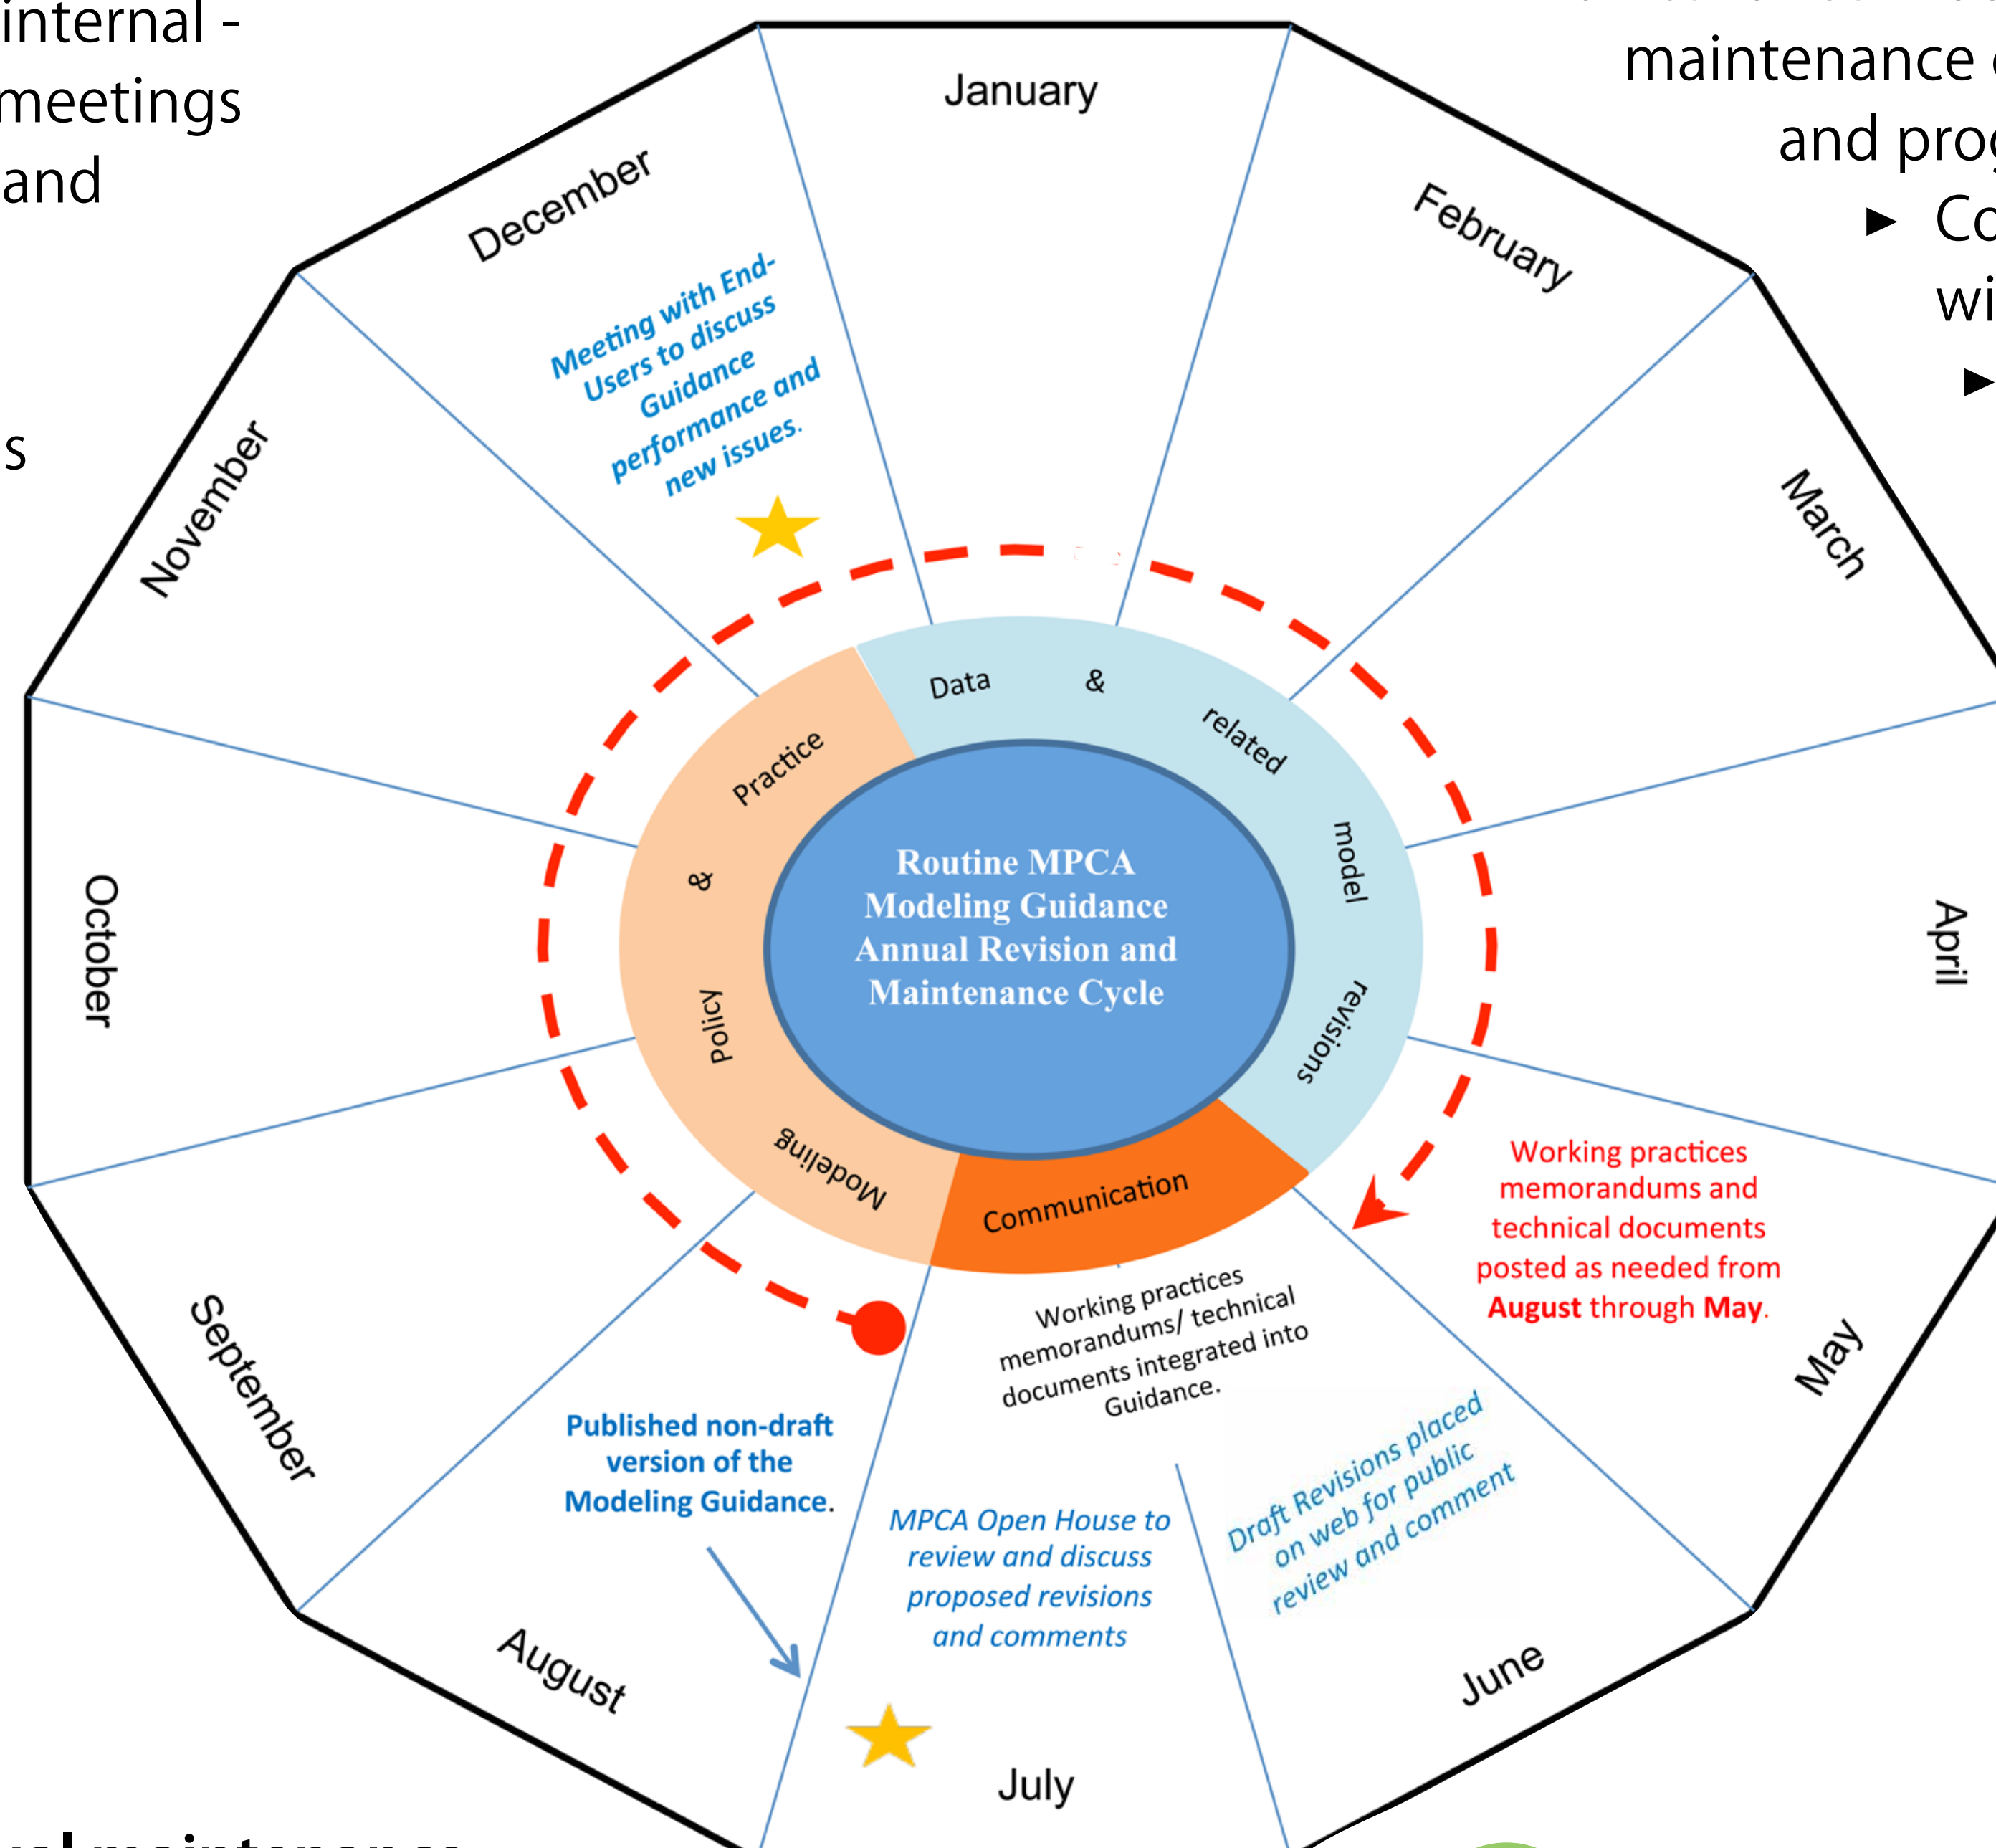 internal -
meetings
and
s
maintenance
and
Co
wi
January
February
March
April
May
June
July
August
September
October
November
December
Meeting with End-
Users to discuss
Guidance
performance and
new issues.
Data & related model revisions
Communication
Modeling Policy & Practice
Routine MPCA
Modeling Guidance
Annual Revision and
Maintenance Cycle
Working practices
memorandums and
technical documents
posted as needed from
August through May.
Working practices
memorandums/ technical
documents integrated into
Guidance.
Draft Revisions placed
on web for public
review and comment
MPCA Open House to
review and discuss
proposed revisions
and comments
Published non-draft
version of the
Modeling Guidance.
maintenance